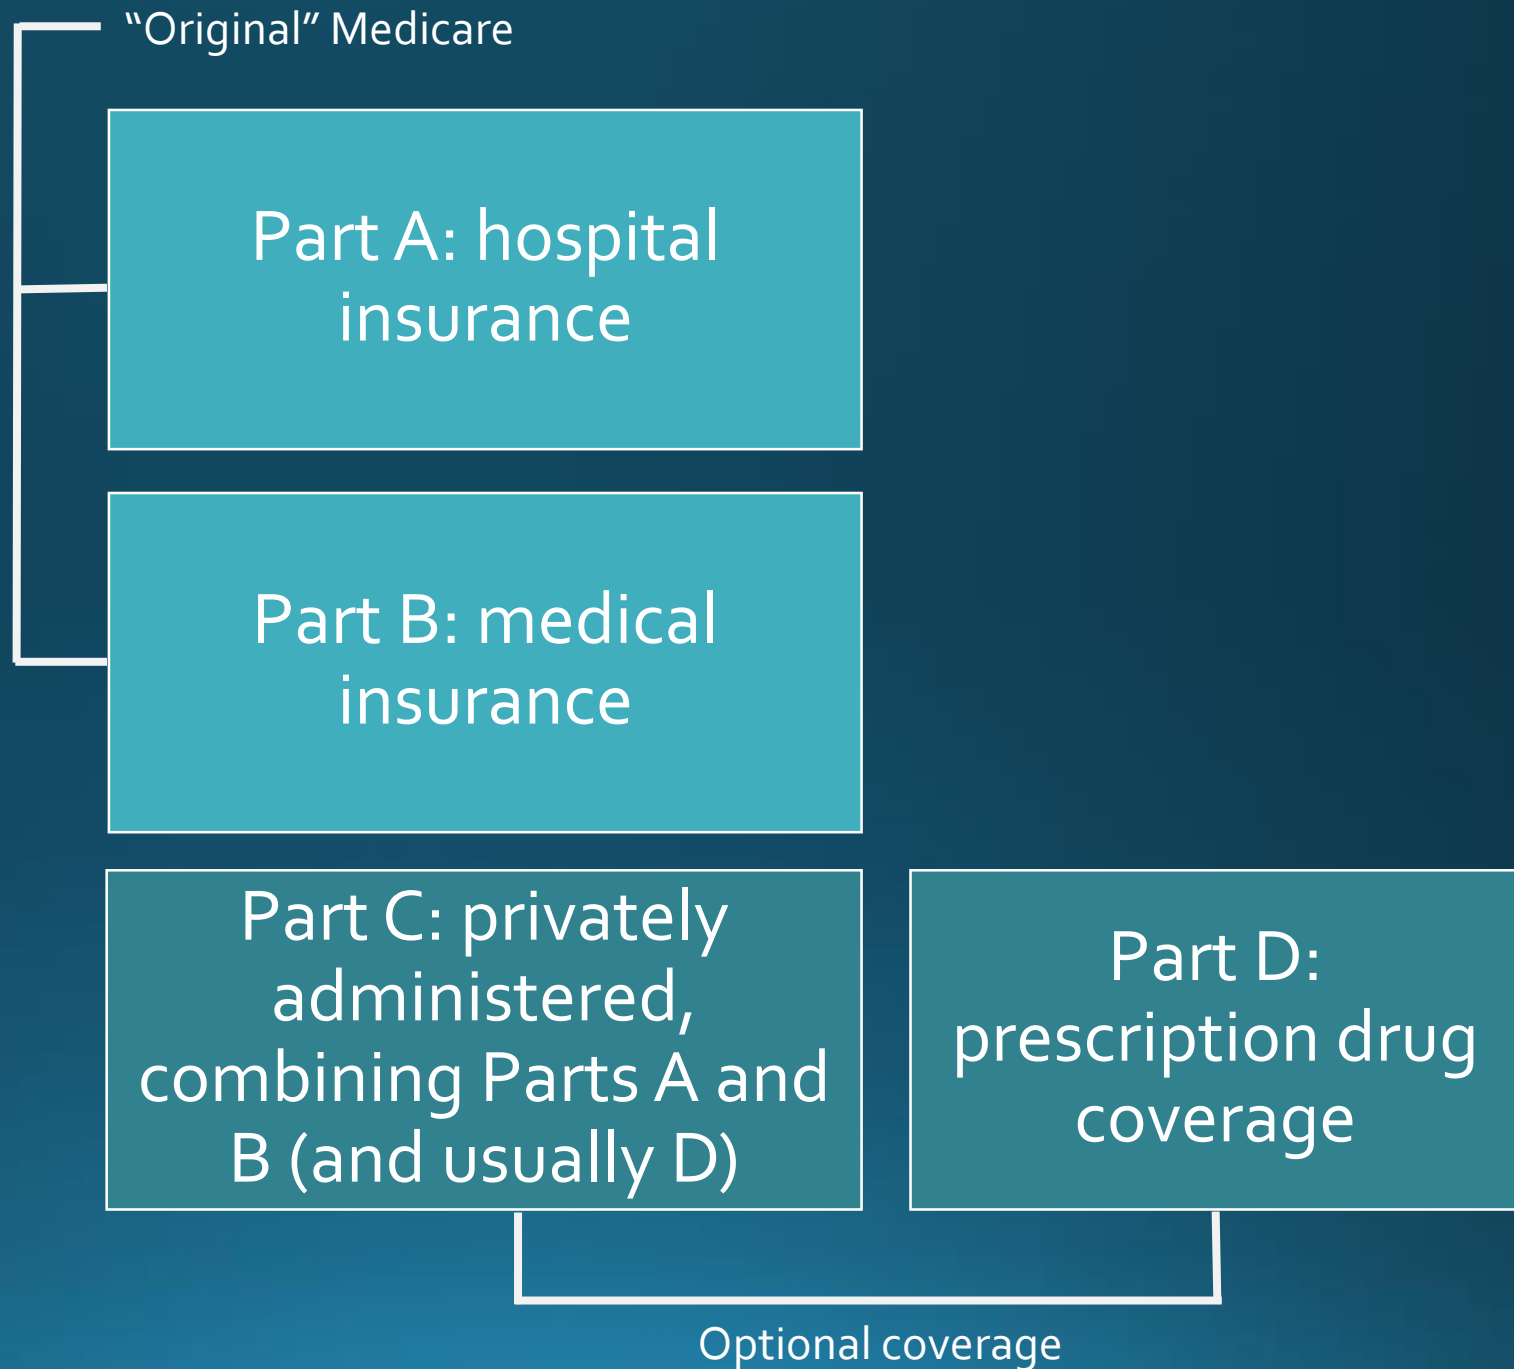 “Original” Medicare
Part A: hospital
insurance
Part B: medical
insurance
Part C: privately
administered,
combining Parts A and
B (and usually D)
Part D:
prescription drug
coverage
Optional coverage